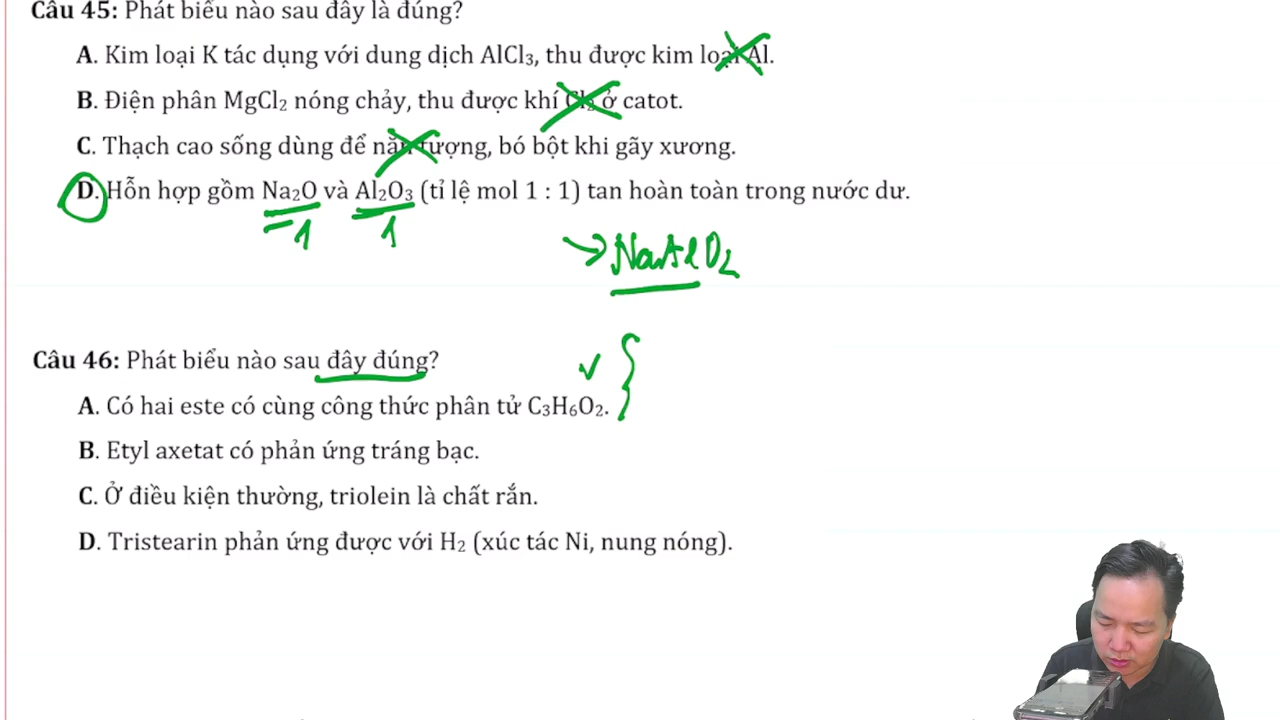 Câu 45: Phát biểu nào sau đây là đúng?
A. Kim loại K tác dụng với dung dịch AlCl₃, thu được kim loại Al.
B. Điện phân MgCl₂ nóng chảy, thu được khí Cl₂ ở catot.
C. Thạch cao sống dùng để nặn tượng, bó bột khi gãy xương.
D. Hỗn hợp gồm Na₂O và Al₂O₃ (tỉ lệ mol 1 : 1) tan hoàn toàn trong nước dư.
1 1
→ NaAlO₂
Câu 46: Phát biểu nào sau đây đúng?
A. Có hai este có cùng công thức phân tử C₃H₆O₂.
B. Etyl axetat có phản ứng tráng bạc.
C. Ở điều kiện thường, triolein là chất rắn.
D. Tristearin phản ứng được với H₂ (xúc tác Ni, nung nóng).